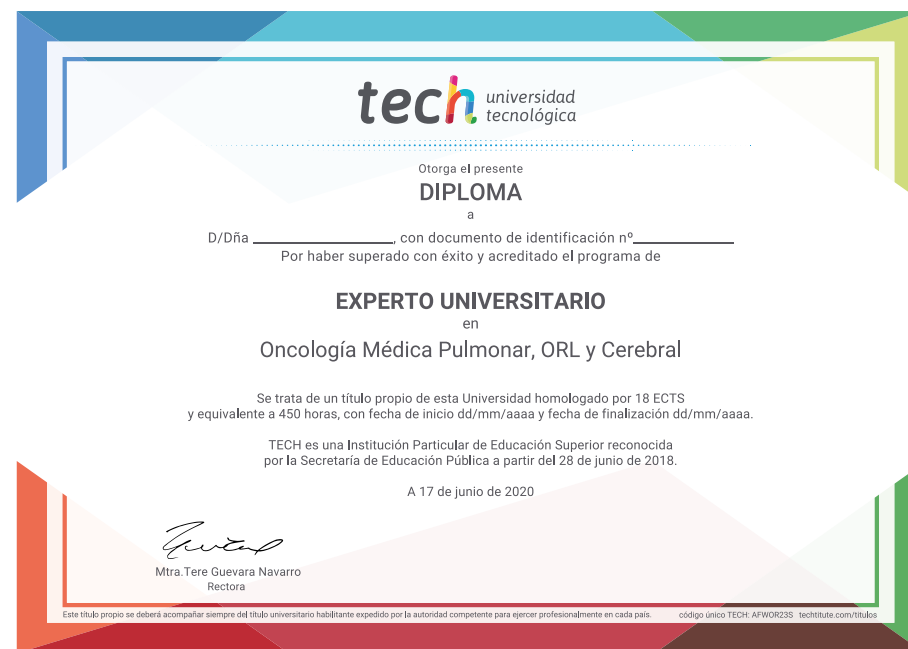 tech universidad
tecnológica
Otorga el presente
DIPLOMA
a
D/Dña ________________, con documento de identificación nº____________
Por haber superado con éxito y acreditado el programa de
EXPERTO UNIVERSITARIO
en
Oncología Médica Pulmonar, ORL y Cerebral
Se trata de un título propio de esta Universidad homologado por 18 ECTS
y equivalente a 450 horas, con fecha de inicio dd/mm/aaaa y fecha de finalización dd/mm/aaaa.
TECH es una Institución Particular de Educación Superior reconocida
por la Secretaría de Educación Pública a partir del 28 de junio de 2018.
A 17 de junio de 2020
Mtra.Tere Guevara Navarro
Rectora
Este título propio se deberá acompañar siempre del título universitario habilitante expedido por la autoridad competente para ejercer profesionalmente en cada país. código único TECH: AFWOR23S techtitute.com/titulos